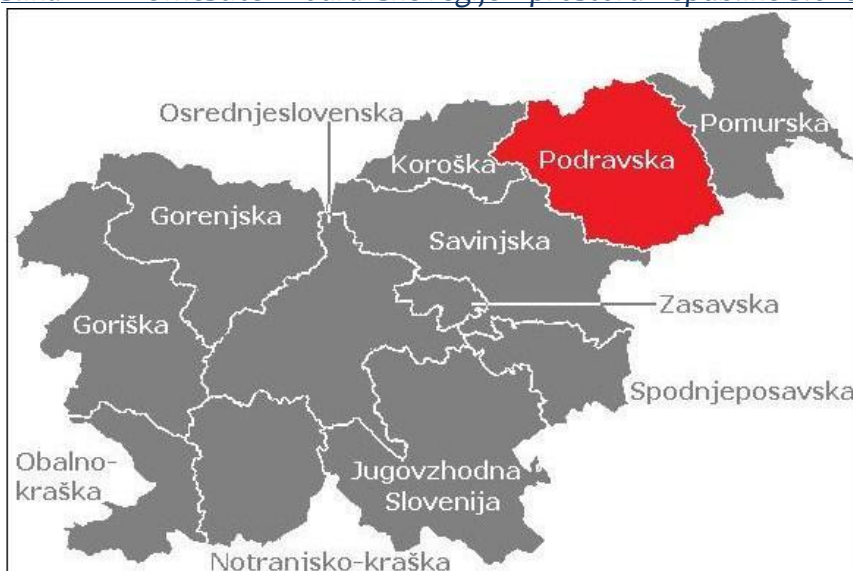 Osrednjeslovenska
Pomurska
Koroška
Podravska
Gorenjska
Savinjska
Zasavska
Goriška
Spodnjeposavska
Obalno-
kraška
Jugovzhodna
Slovenija
Notranjsko-kraška